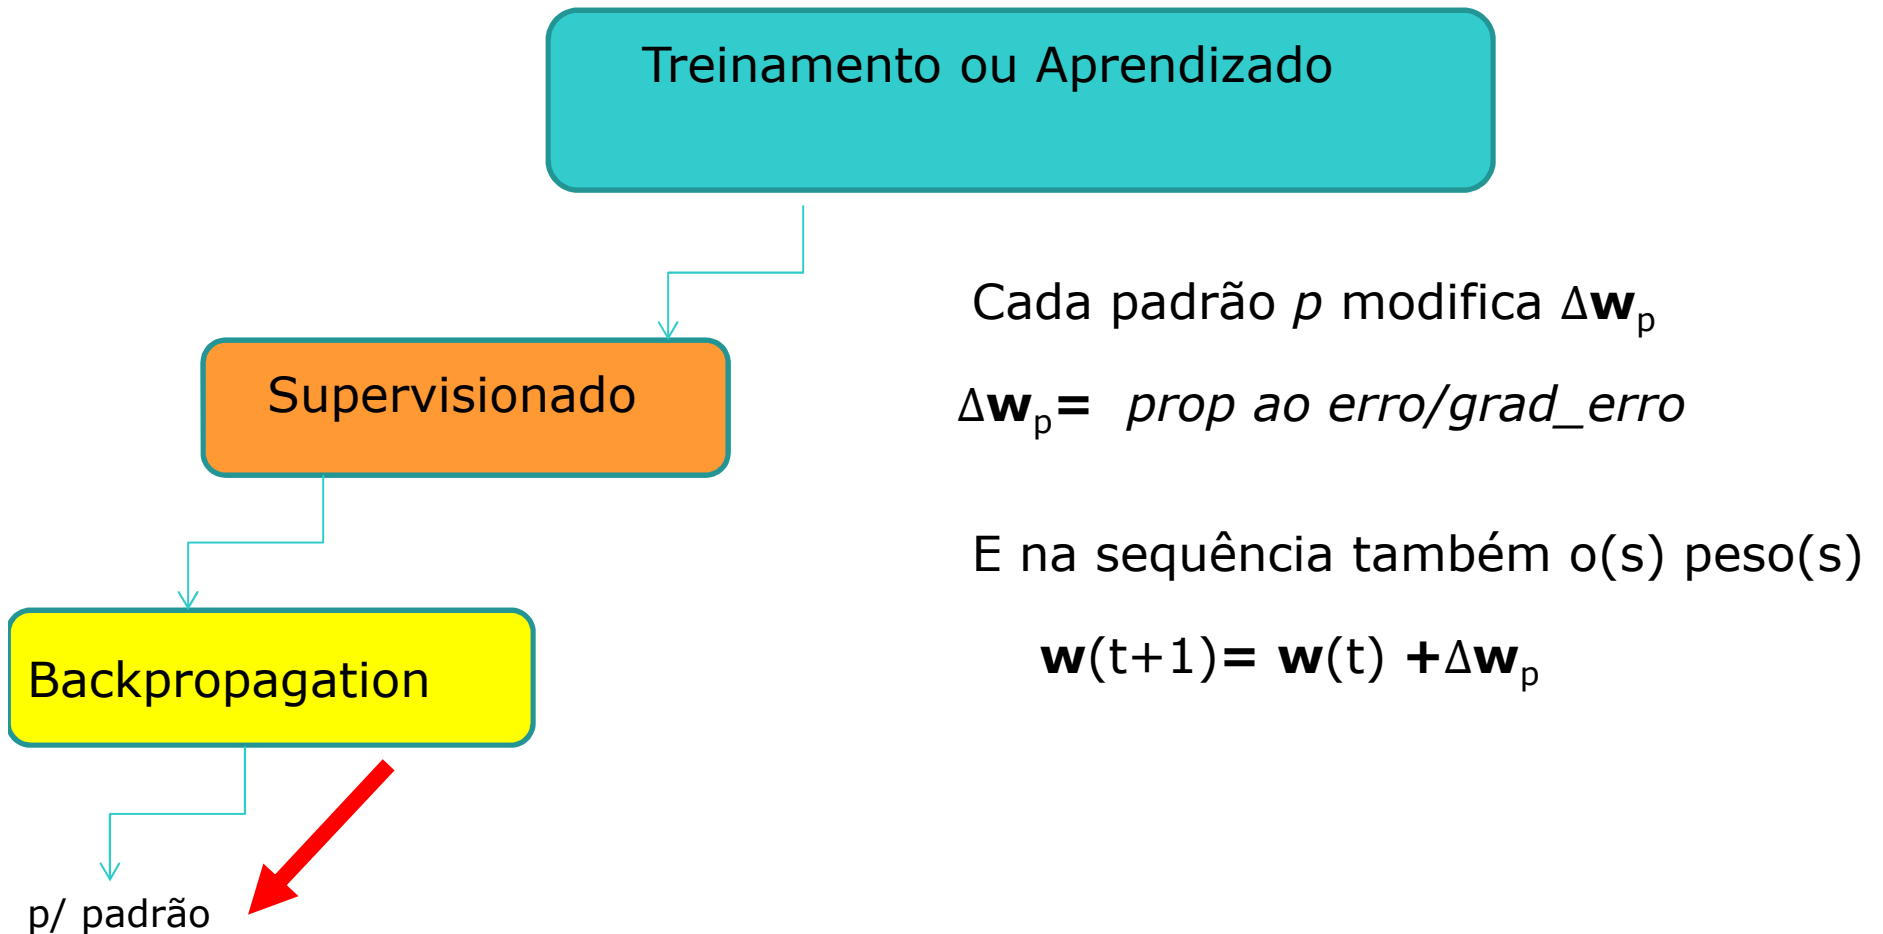 Treinamento ou Aprendizado
Cada padrão p modifica Δwp
Supervisionado
Δwp= prop ao erro/grad_erro
E na sequência também o(s) peso(s)
Backpropagation
w(t+1)= w(t) +Δwp
p/ padrão